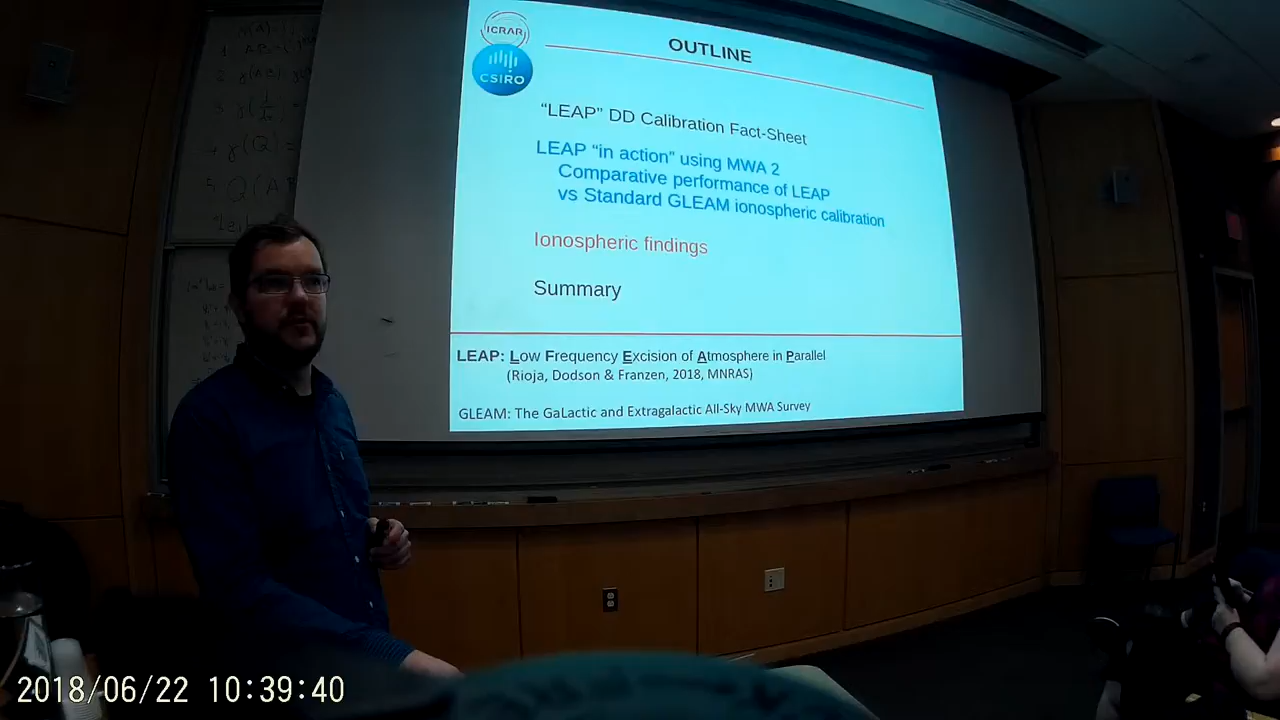 ICRAR
CSIRO
OUTLINE
"LEAP" DD Calibration Fact-Sheet
LEAP "in action" using MWA 2
Comparative performance of LEAP
vs Standard GLEAM ionospheric calibration
Ionospheric findings
Summary
LEAP: Low Frequency Excision of Atmosphere in Parallel
(Rioja, Dodson & Franzen, 2018, MNRAS)
GLEAM: The GaLactic and Extragalactic All-Sky MWA Survey
2018/06/22 10:39:40